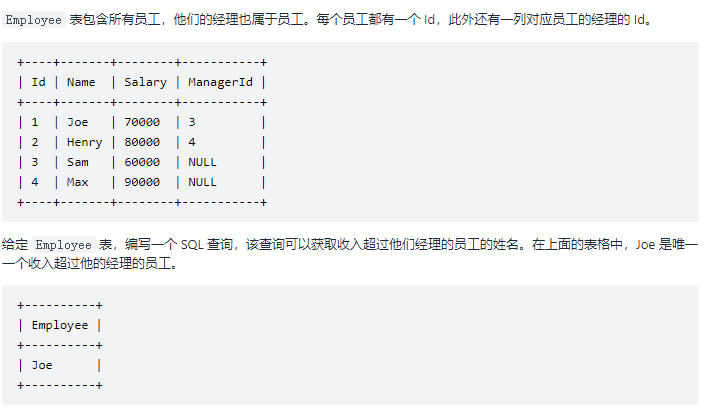 Employee 表包含所有员工，他们的经理也属于员工。每个员工都有一个 Id，此外还有一列对应员工的经理的 Id。
+----+-------+--------+-----------+
| Id | Name  | Salary | ManagerId |
+----+-------+--------+-----------+
| 1  | Joe   | 70000  | 3         |
| 2  | Henry | 80000  | 4         |
| 3  | Sam   | 60000  | NULL      |
| 4  | Max   | 90000  | NULL      |
+----+-------+--------+-----------+
给定 Employee 表，编写一个 SQL 查询，该查询可以获取收入超过他们经理的员工的姓名。在上面的表格中，Joe 是唯一
一个收入超过他的经理的员工。
+----------+
| Employee |
+----------+
| Joe      |
+----------+